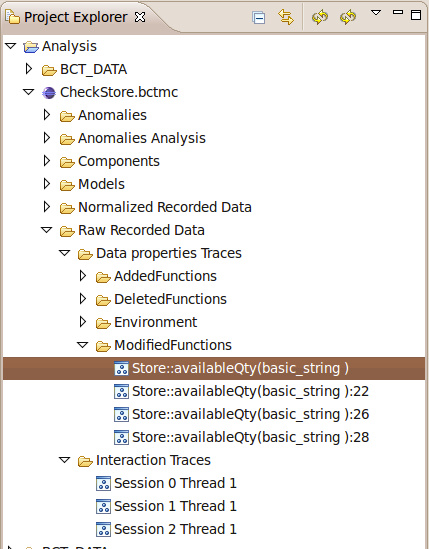 Project Explorer
Analysis
BCT_DATA
CheckStore.bctmc
Anomalies
Anomalies Analysis
Components
Models
Normalized Recorded Data
Raw Recorded Data
Data properties Traces
AddedFunctions
DeletedFunctions
Environment
ModifiedFunctions
Store::availableQty(basic_string )
Store::availableQty(basic_string ):22
Store::availableQty(basic_string ):26
Store::availableQty(basic_string ):28
Interaction Traces
Session 0 Thread 1
Session 1 Thread 1
Session 2 Thread 1
BCT_DATA